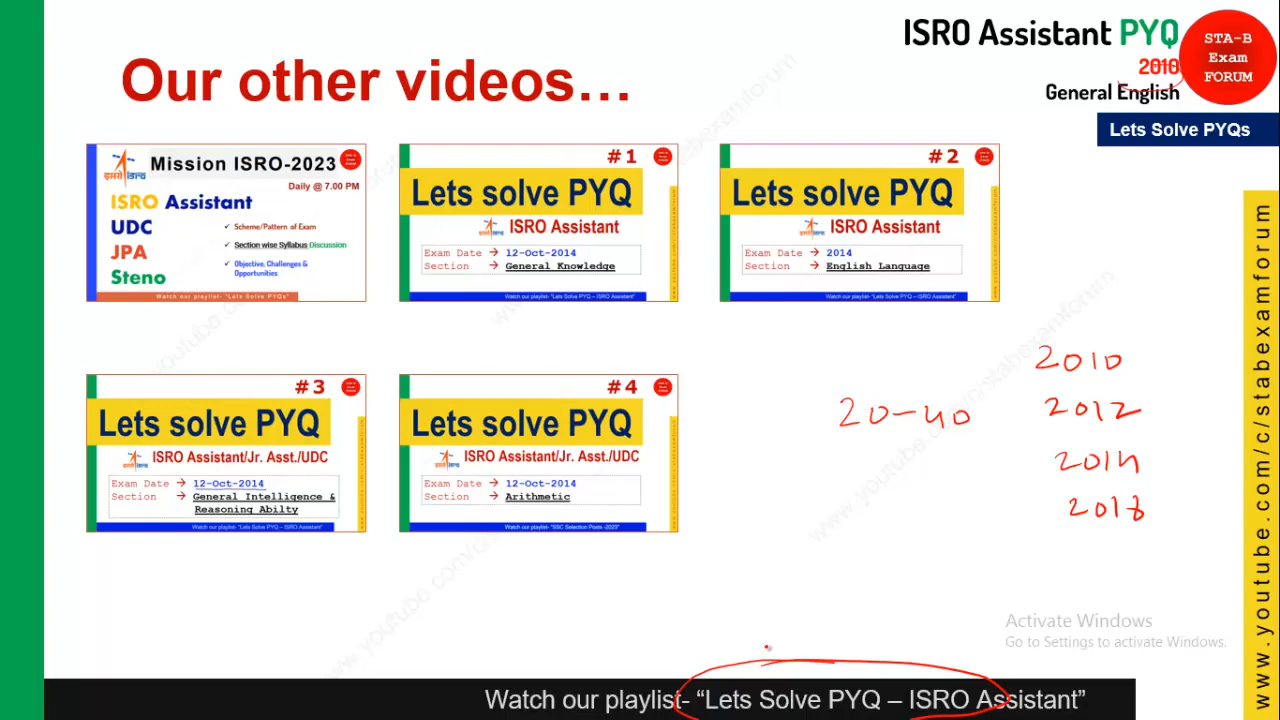 ISRO Assistant PYQ
2010
General English
STA-B
Exam
FORUM
Lets Solve PYQs
Our other videos...
Mission ISRO-2023
Daily @ 7.00 PM
इसरो isro
ISRO Assistant
UDC
JPA
Steno
✓ Scheme/Pattern of Exam
✓ Section wise Syllabus Discussion
✓ Objective, Challenges &
Opportunities
Watch our playlist- "Lets Solve PYQs"
#1
Lets solve PYQ
ISRO Assistant
Exam Date → 12-Oct-2014
Section → General Knowledge
Watch our playlist- "Lets Solve PYQ – ISRO Assistant"
#2
Lets solve PYQ
ISRO Assistant
Exam Date → 2014
Section → English Language
Watch our playlist- "Lets Solve PYQ – ISRO Assistant"
#3
Lets solve PYQ
ISRO Assistant/Jr. Asst./UDC
Exam Date → 12-Oct-2014
Section → General Intelligence &
Reasoning Abilty
Watch our playlist- "Lets Solve PYQ – ISRO Assistant"
#4
Lets solve PYQ
ISRO Assistant/Jr. Asst./UDC
Exam Date → 12-Oct-2014
Section → Arithmetic
Watch our playlist- "SSC Selection Posts -2023"
20-40
2010
2012
2014
2018
Activate Windows
Go to Settings to activate Windows.
Watch our playlist- "Lets Solve PYQ – ISRO Assistant"
www.youtube.com/c/stabexamforum